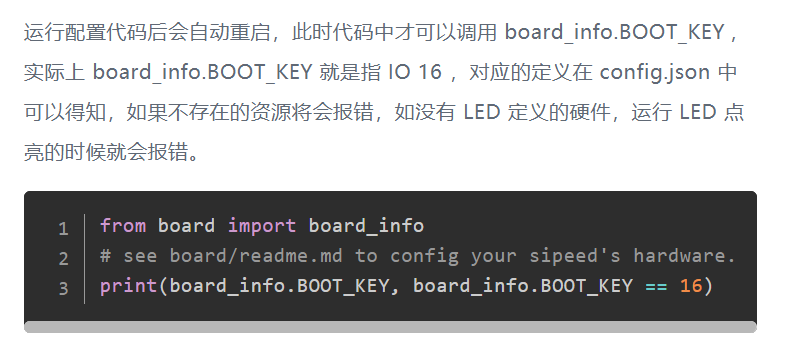 运行配置代码后会自动重启，此时代码中才可以调用 board_info.BOOT_KEY ，
实际上 board_info.BOOT_KEY 就是指 IO 16 ，对应的定义在 config.json 中
可以得知，如果不存在的资源将会报错，如没有 LED 定义的硬件，运行 LED 点
亮的时候就会报错。
1 from board import board_info
2 # see board/readme.md to config your sipeed's hardware.
3 print(board_info.BOOT_KEY, board_info.BOOT_KEY == 16)